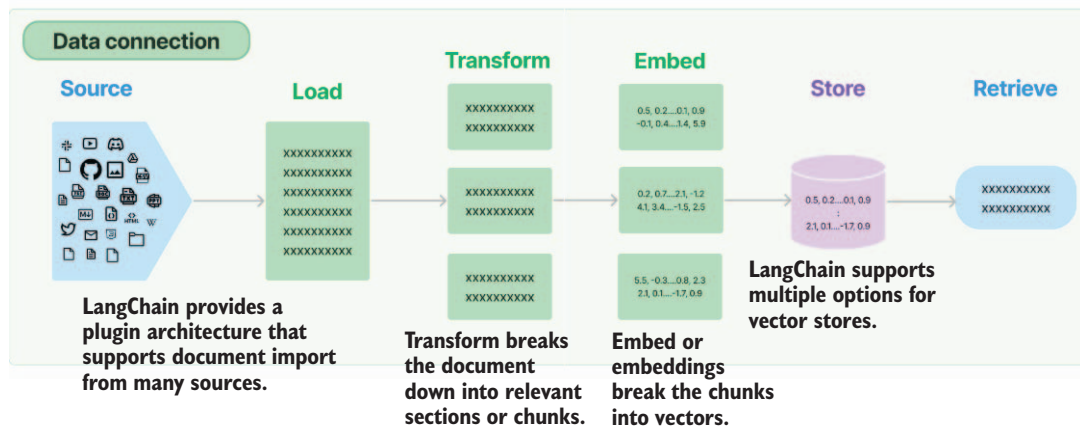 Data connection
Source
Load
Transform
Embed
Store
Retrieve
M↓
HTML
W
XXXXXXXXXX
XXXXXXXXXX
XXXXXXXXXX
XXXXXXXXXX
XXXXXXXXXX
XXXXXXXXXX
XXXXXXXXXX
XXXXXXXXXX
XXXXXXXXXX
XXXXXXXXXX
XXXXXXXXXX
XXXXXXXXXX
0.5, 0.2....0.1, 0.9
-0.1, 0.4....1.4, 5.9
0.2, 0.7....2.1, -1.2
4.1, 3.4....-1.5, 2.5
5.5, -0.3....0.8, 2.3
2.1, 0.1....-1.7, 0.9
0.5, 0.2....0.1, 0.9
:
2.1, 0.1....-1.7, 0.9
XXXXXXXXXX
XXXXXXXXXX
LangChain provides a
plugin architecture that
supports document import
from many sources.
Transform breaks
the document
down into relevant
sections or chunks.
Embed or
embeddings
break the chunks
into vectors.
LangChain supports
multiple options for
vector stores.